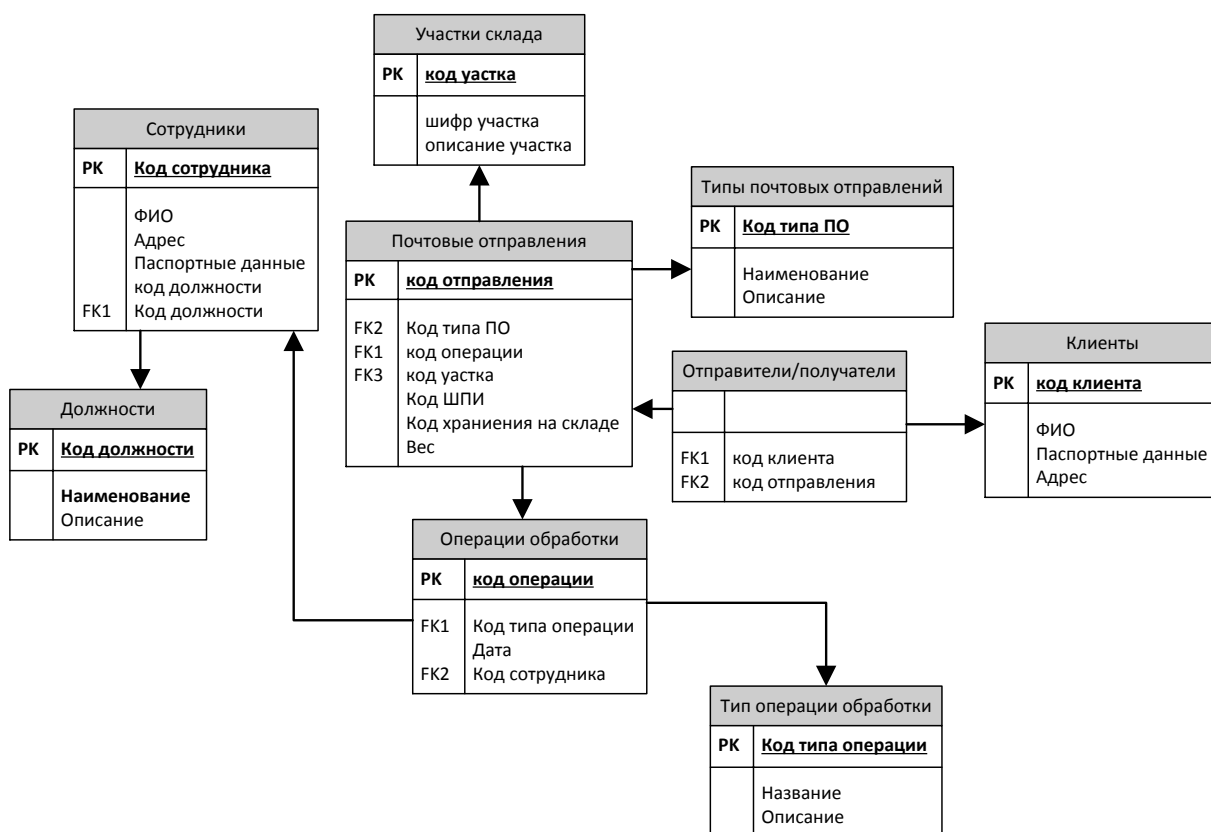 Участки склада
PK код уастка
шифр участка
описание участка
Сотрудники
PK Код сотрудника
ФИО
Адрес
Паспортные данные
код должности
FK1 Код должности
Типы почтовых отправлений
PK Код типа ПО
Наименование
Описание
Почтовые отправления
PK код отправления
FK2 Код типа ПО
FK1 код операции
FK3 код уастка
Код ШПИ
Код храниения на складе
Вес
Клиенты
PK код клиента
ФИО
Паспортные данные
Адрес
Отправители/получатели
FK1 код клиента
FK2 код отправления
Должности
PK Код должности
Наименование
Описание
Операции обработки
PK код операции
FK1 Код типа операции
Дата
FK2 Код сотрудника
Тип операции обработки
PK Код типа операции
Название
Описание